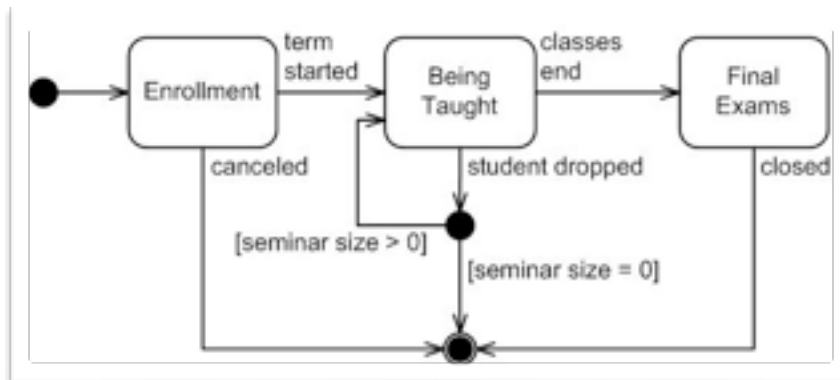 Enrollment
term
started
Being
Taught
classes
end
Final
Exams
canceled
student dropped
closed
[seminar size > 0]
[seminar size = 0]